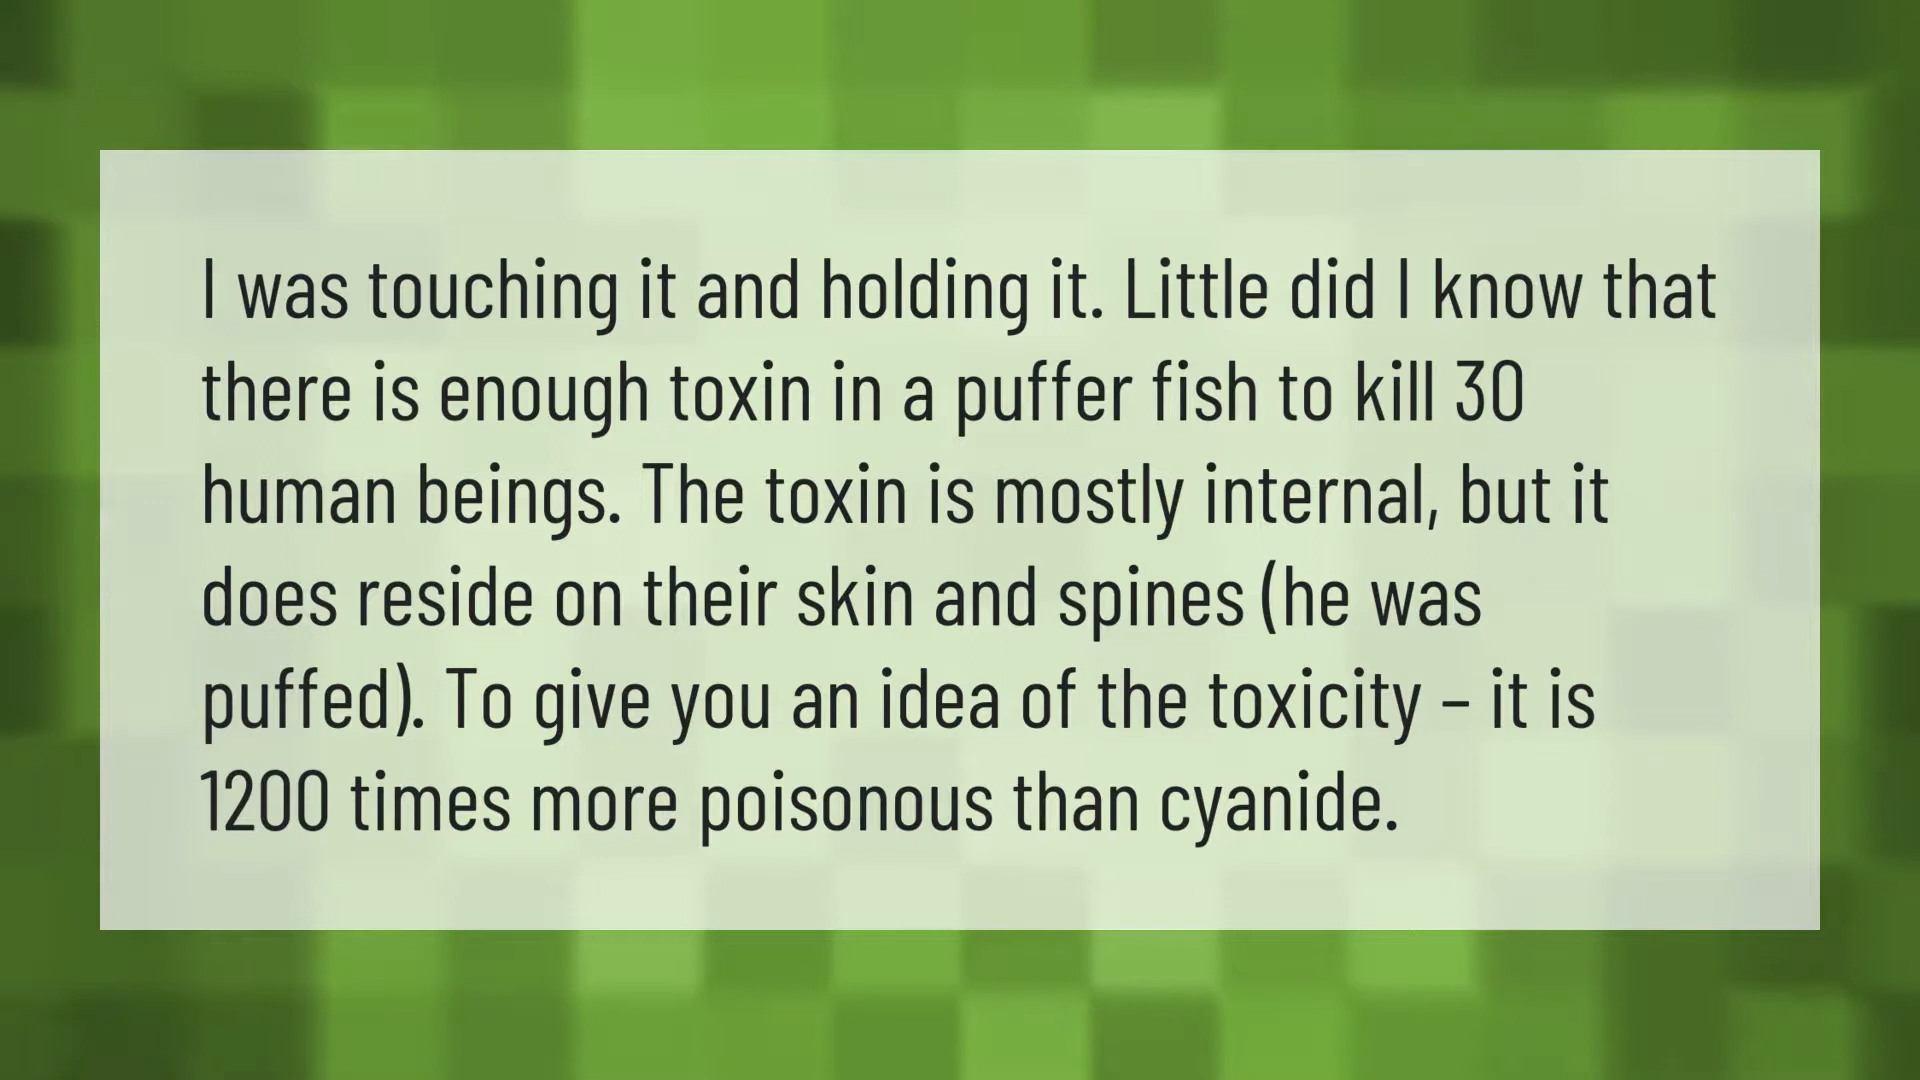 I was touching it and holding it. Little did I know that
there is enough toxin in a puffer fish to kill 30
human beings. The toxin is mostly internal, but it
does reside on their skin and spines (he was
puffed). To give you an idea of the toxicity – it is
1200 times more poisonous than cyanide.